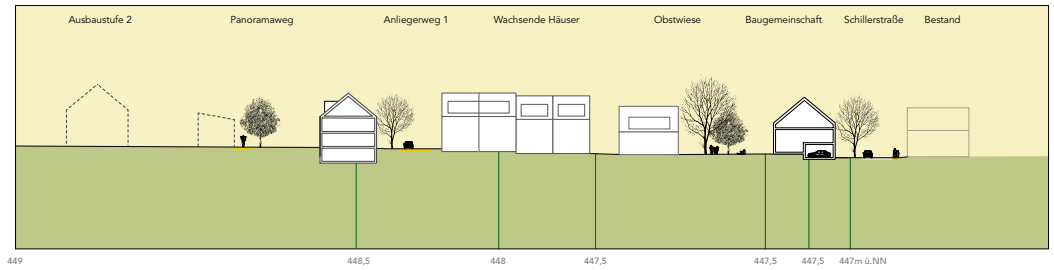 Ausbaustufe 2 Panoramaweg Anliegerweg 1 Wachsende Häuser Obstwiese Baugemeinschaft Schillerstraße Bestand
449 448,5 448 447,5 447,5 447,5 447m ü.NN